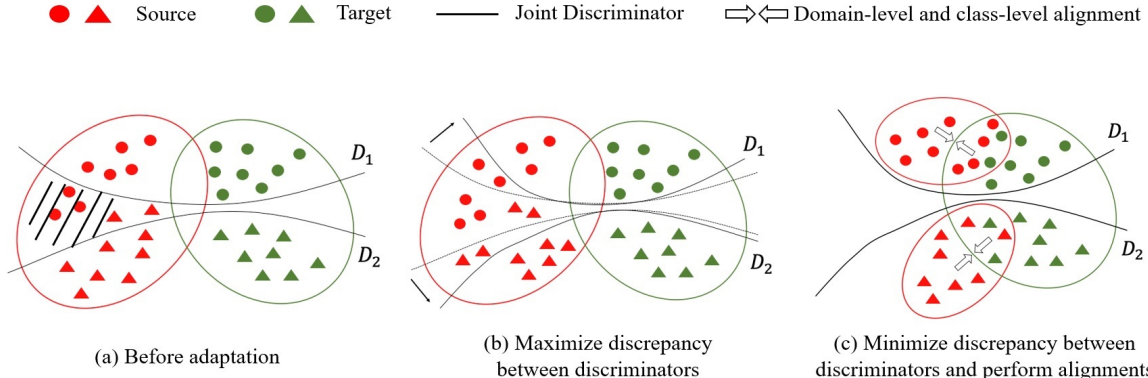 Source Target Joint Discriminator Domain-level and class-level alignment
D1
D2
(a) Before adaptation
D1
D2
(b) Maximize discrepancy
between discriminators
D1
D2
(c) Minimize discrepancy between
discriminators and perform alignments